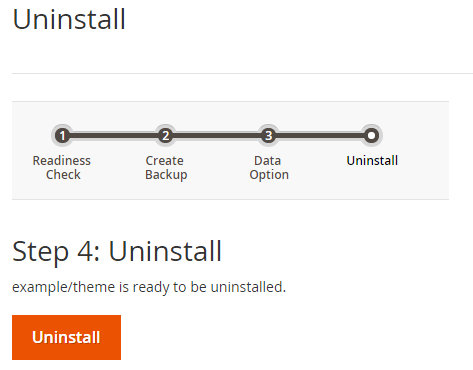 Uninstall
1
2
3
Readiness
Check
Create
Backup
Data
Option
Uninstall
Step 4: Uninstall
example/theme is ready to be uninstalled.
Uninstall